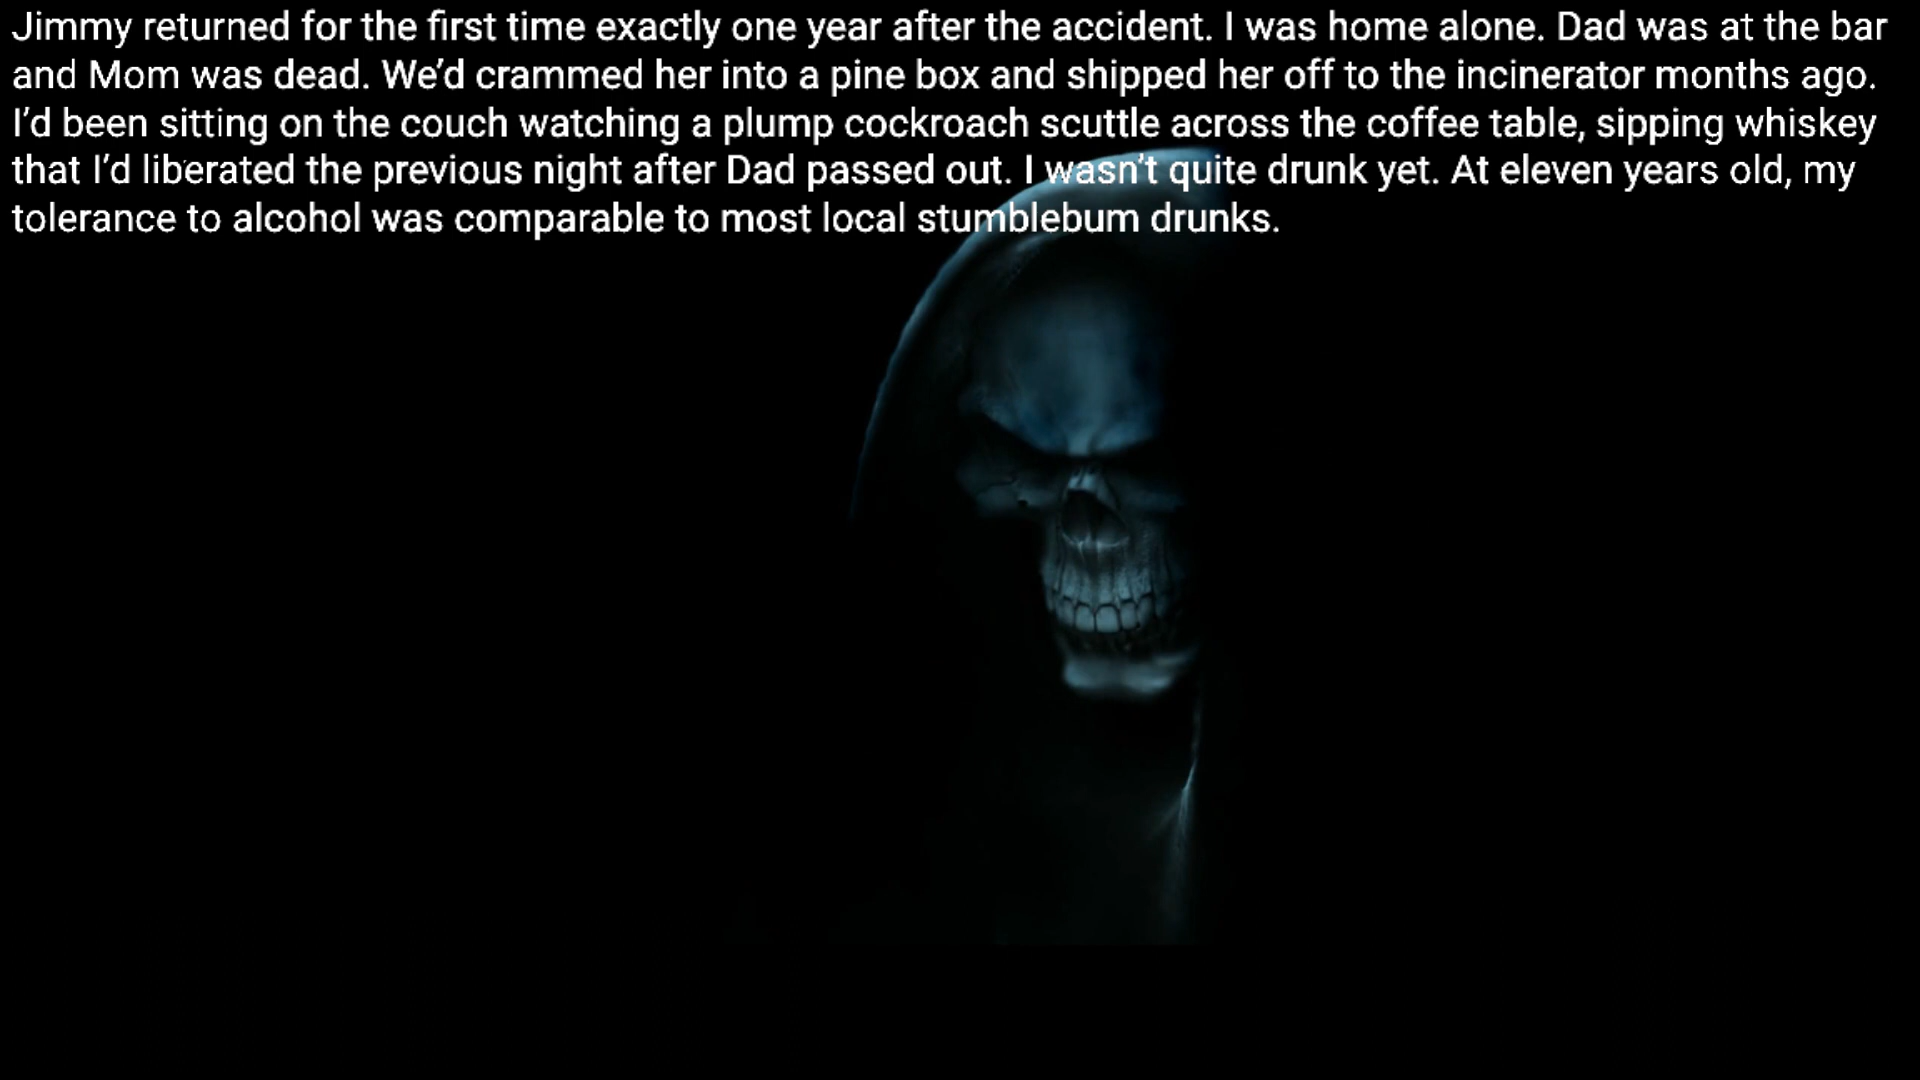 Jimmy returned for the first time exactly one year after the accident. I was home alone. Dad was at the bar
and Mom was dead. We’d crammed her into a pine box and shipped her off to the incinerator months ago.
I’d been sitting on the couch watching a plump cockroach scuttle across the coffee table, sipping whiskey
that I’d liberated the previous night after Dad passed out. I wasn’t quite drunk yet. At eleven years old, my
tolerance to alcohol was comparable to most local stumblebum drunks.